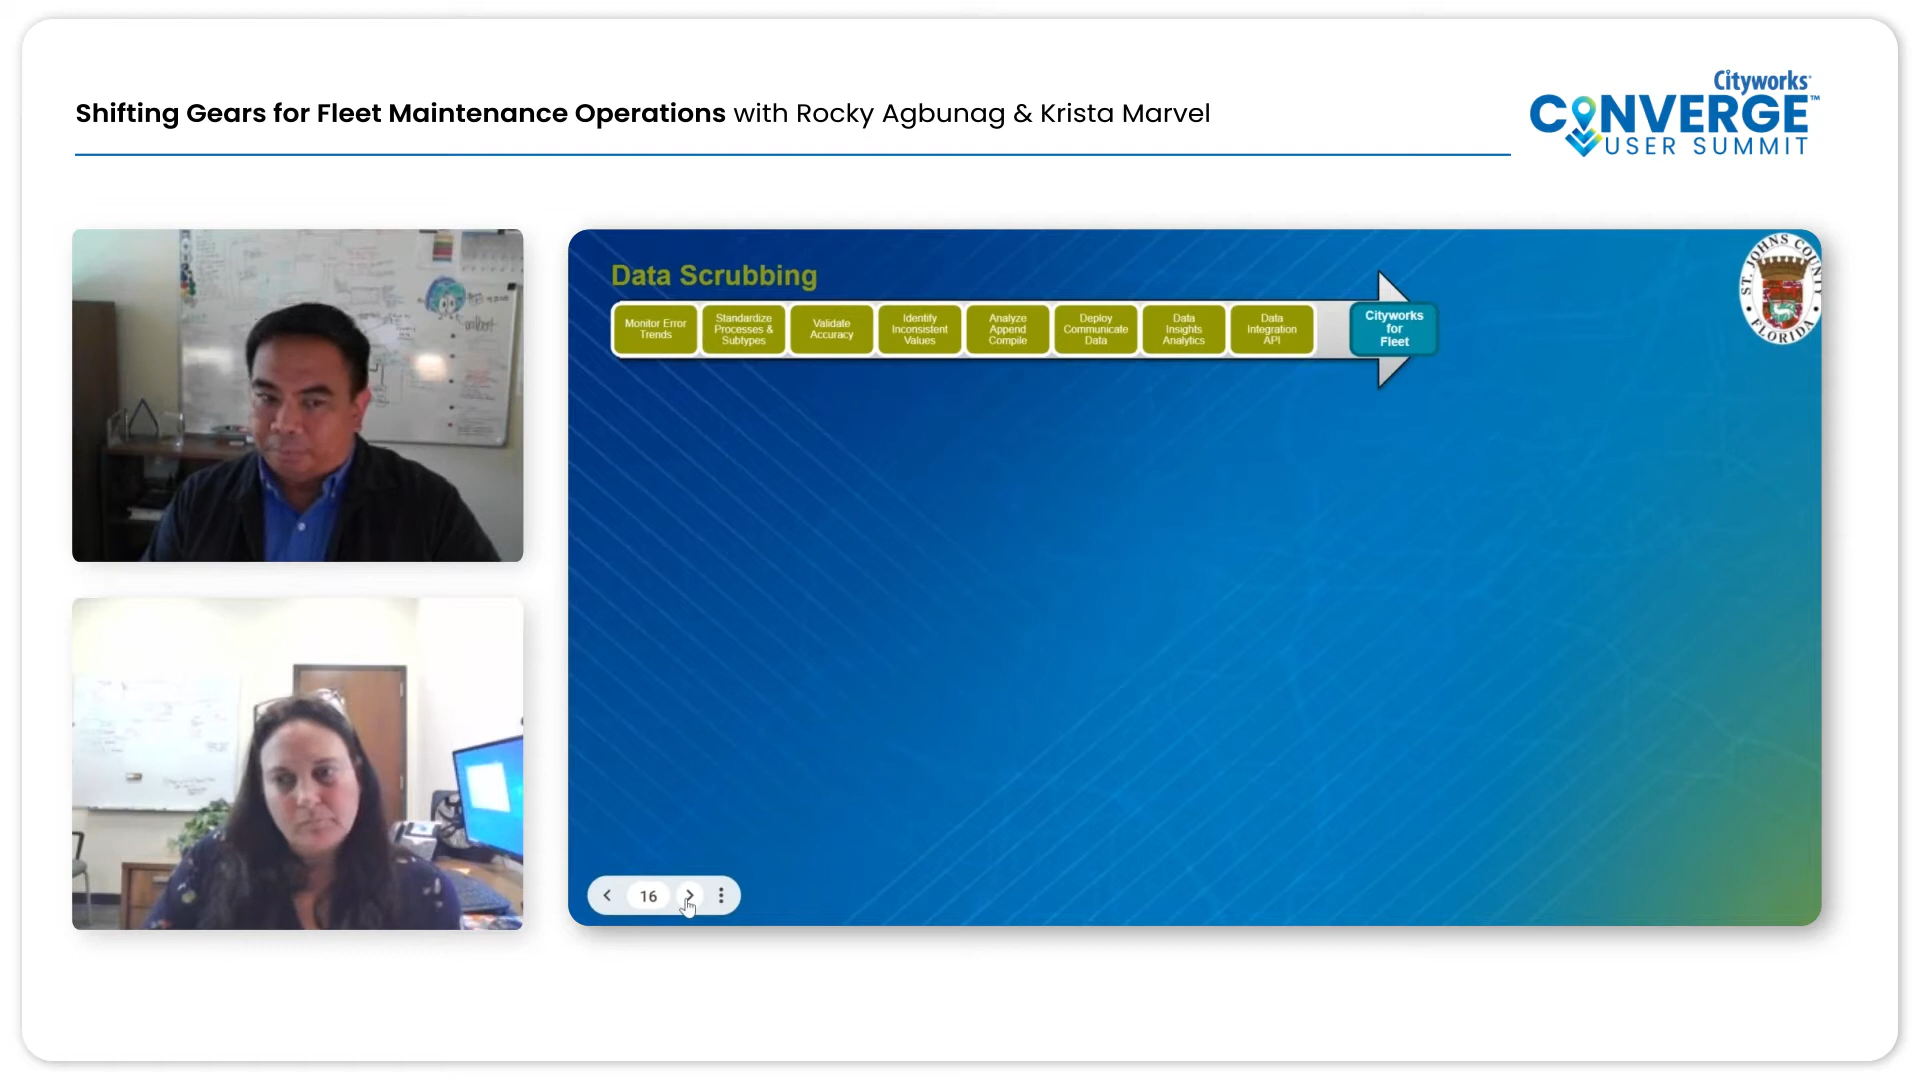 Shifting Gears for Fleet Maintenance Operations with Rocky Agbunag & Krista Marvel
Cityworks®
CONVERGE™
USER SUMMIT
Data Scrubbing
Monitor Error
Trends
Standardize
Processes &
Subtypes
Validate
Accuracy
Identify
Inconsistent
Values
Analyze
Append
Compile
Deploy
Communicate
Data
Data
Insights
Analytics
Data
Integration
API
Cityworks
for
Fleet
ST. JOHNS COUNTY
• FLORIDA •
16